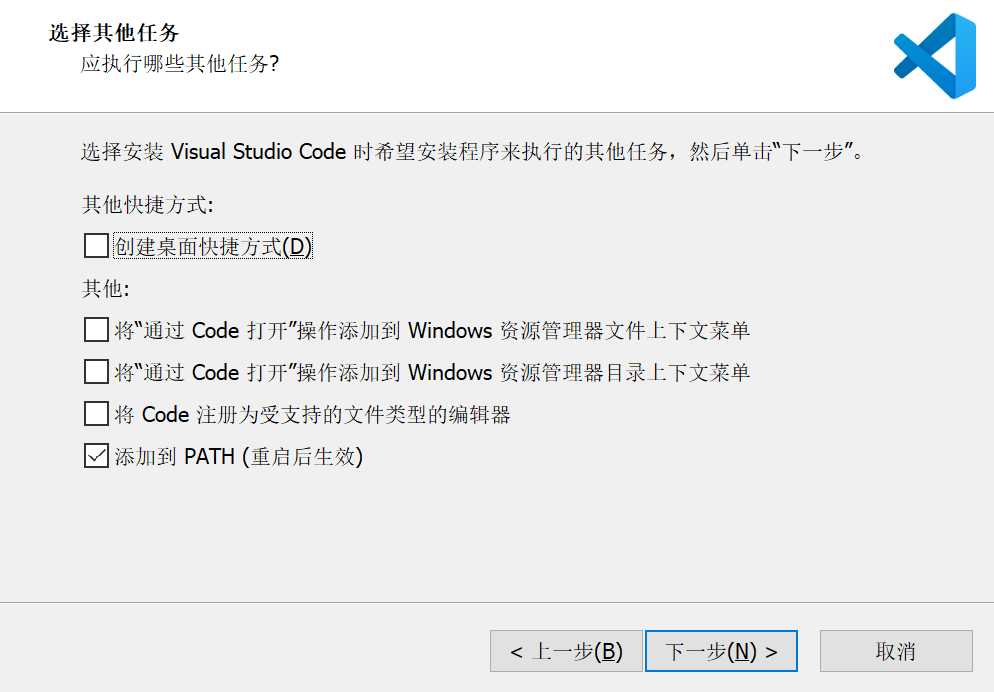 选择其他任务
应执行哪些其他任务?
选择安装 Visual Studio Code 时希望安装程序来执行的其他任务，然后单击“下一步”。
其他快捷方式:
创建桌面快捷方式(D)
其他:
将“通过 Code 打开”操作添加到 Windows 资源管理器文件上下文菜单
将“通过 Code 打开”操作添加到 Windows 资源管理器目录上下文菜单
将 Code 注册为受支持的文件类型的编辑器
添加到 PATH (重启后生效)
< 上一步(B) 下一步(N) > 取消